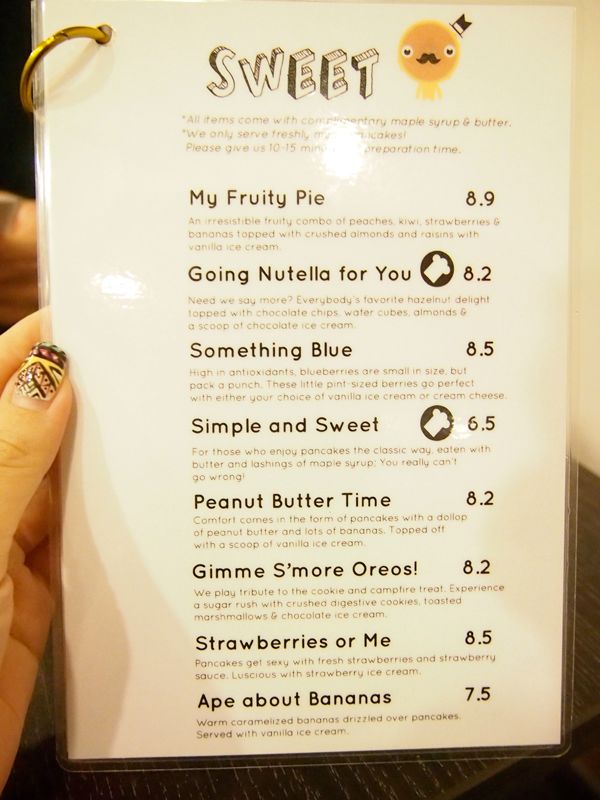 SWEET
*All items come with complimentary maple syrup & butter.
*We only serve freshly pancakes!
Please give us 10-15 preparation time.
My Fruity Pie 8.9
An irresistible fruity combo of peaches, kiwi, strawberries &
bananas topped with crushed almonds and raisins with
vanilla ice cream.
Going Nutella for You 8.2
Need we say more? Everybody's favorite hazelnut delight
topped with chocolate chips, wafer cubes, almonds &
a scoop of chocolate ice cream.
Something Blue 8.5
High in antioxidants, blueberries are small in size, but
pack a punch. These little pint-sized berries go perfect
with either your choice of vanilla ice cream or cream cheese.
Simple and Sweet 6.5
For those who enjoy pancakes the classic way, eaten with
butter and lashings of maple syrup; You really can't
go wrong!
Peanut Butter Time 8.2
Comfort comes in the form of pancakes with a dollop
of peanut butter and lots of bananas. Topped off
with a scoop of vanilla ice cream.
Gimme S'more Oreos! 8.2
We play tribute to the cookie and campfire treat. Experience
a sugar rush with crushed digestive cookies, toasted
marshmallows & chocolate ice cream.
Strawberries or Me 8.5
Pancakes get sexy with fresh strawberries and strawberry
sauce. Luscious with strawberry ice cream.
Ape about Bananas 7.5
Warm caramelized bananas drizzled over pancakes.
Served with vanilla ice cream.